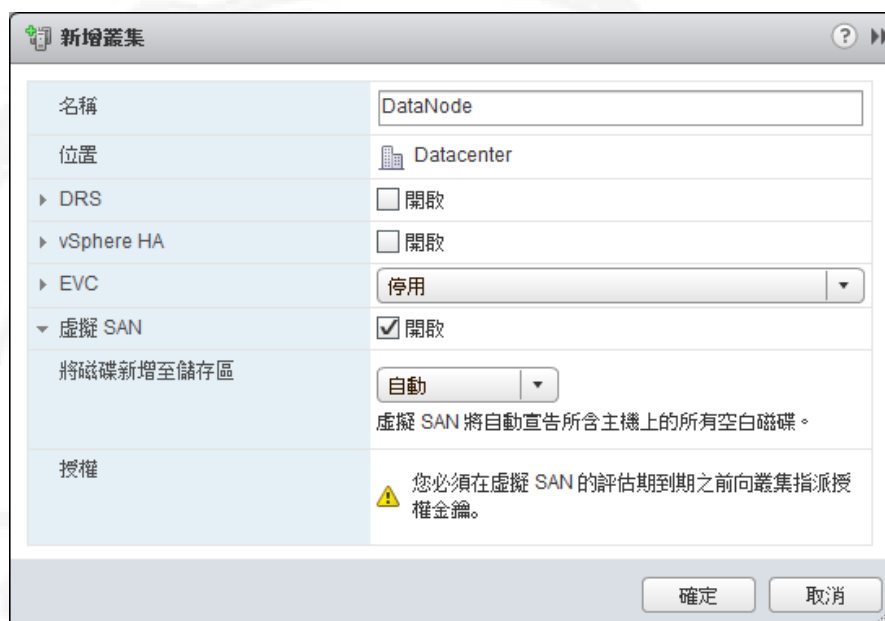 新增叢集
名稱
DataNode
位置
Datacenter
DRS
開啟
vSphere HA
開啟
EVC
停用
虛擬 SAN
開啟
將磁碟新增至儲存區
自動
虛擬 SAN 將自動宣告所含主機上的所有空白磁碟。
授權
您必須在虛擬 SAN 的評估期到期之前向叢集指派授
權金鑰。
確定
取消